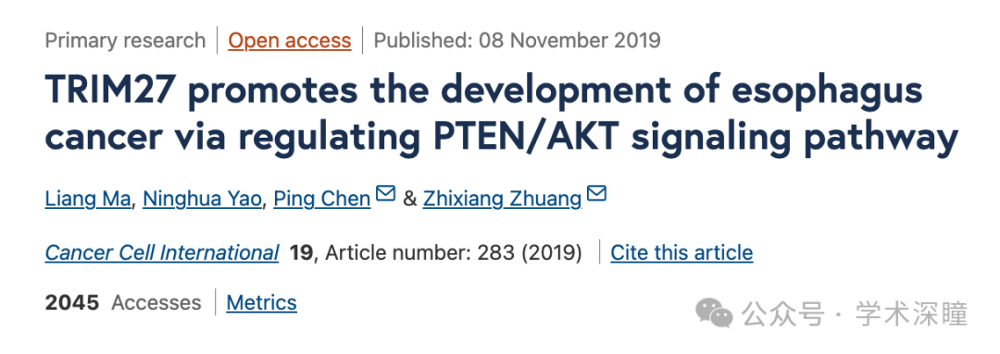 Primary research | Open access | Published: 08 November 2019
TRIM27 promotes the development of esophagus
cancer via regulating PTEN/AKT signaling pathway
Liang Ma, Ninghua Yao, Ping Chen & Zhixiang Zhuang
Cancer Cell International 19, Article number: 283 (2019) | Cite this article
2045 Accesses | Metrics
公众号 · 学术深瞳